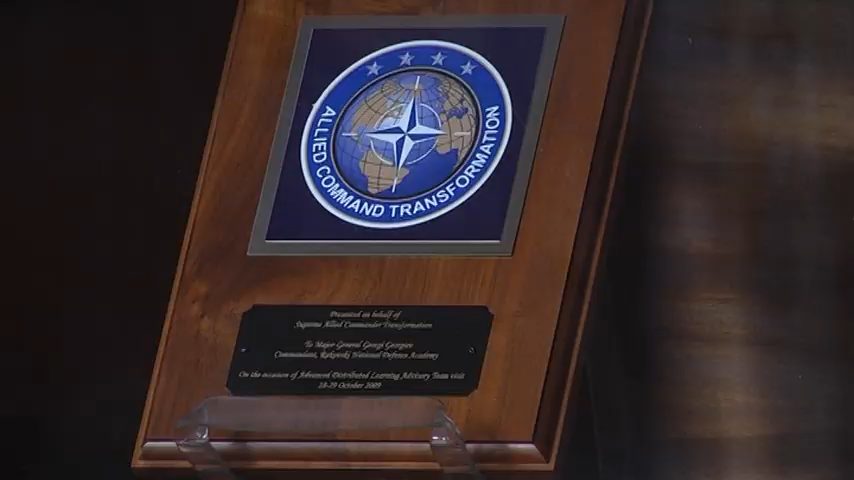 ALLIED COMMAND TRANSFORMATION
Presented on behalf of
Supreme Allied Commander Transformation
To Major General Georgi Georgiev
Commandant, Rakovski National Defence Academy
On the occasion of Advanced Distributed Learning Advisory Team visit
28-29 October 2009